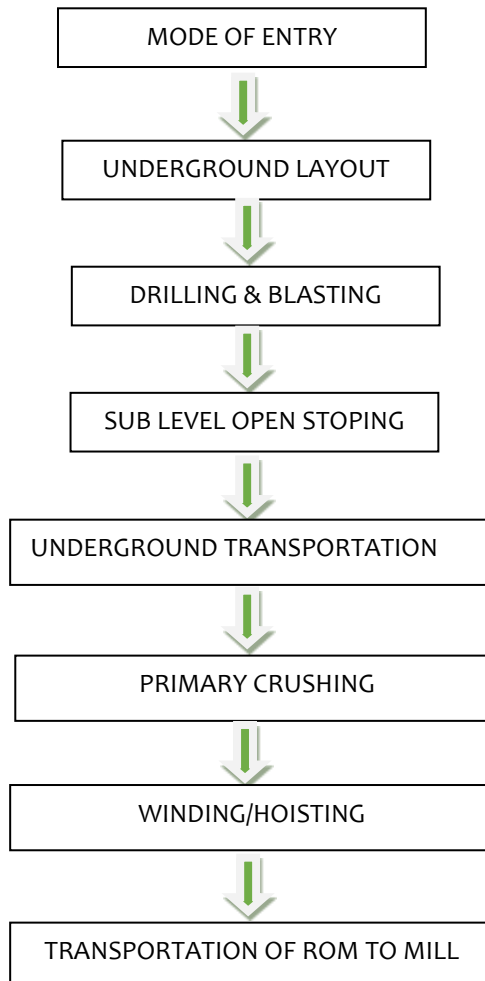 MODE OF ENTRY
UNDERGROUND LAYOUT
DRILLING & BLASTING
SUB LEVEL OPEN STOPING
UNDERGROUND TRANSPORTATION
PRIMARY CRUSHING
WINDING/HOISTING
TRANSPORTATION OF ROM TO MILL